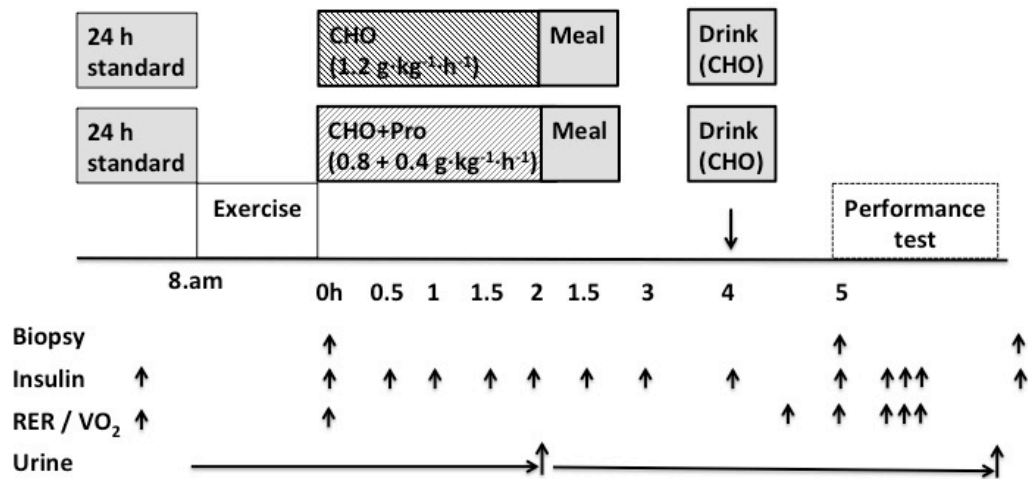 24 h
standard
CHO
(1.2 g·kg⁻¹·h⁻¹)
Meal
Drink
(CHO)
24 h
standard
CHO+Pro
(0.8 + 0.4 g·kg⁻¹·h⁻¹)
Meal
Drink
(CHO)
Exercise
Performance
test
8.am
0h 0.5 1 1.5 2 1.5 3 4 5
Biopsy
Insulin
RER / VO₂
Urine